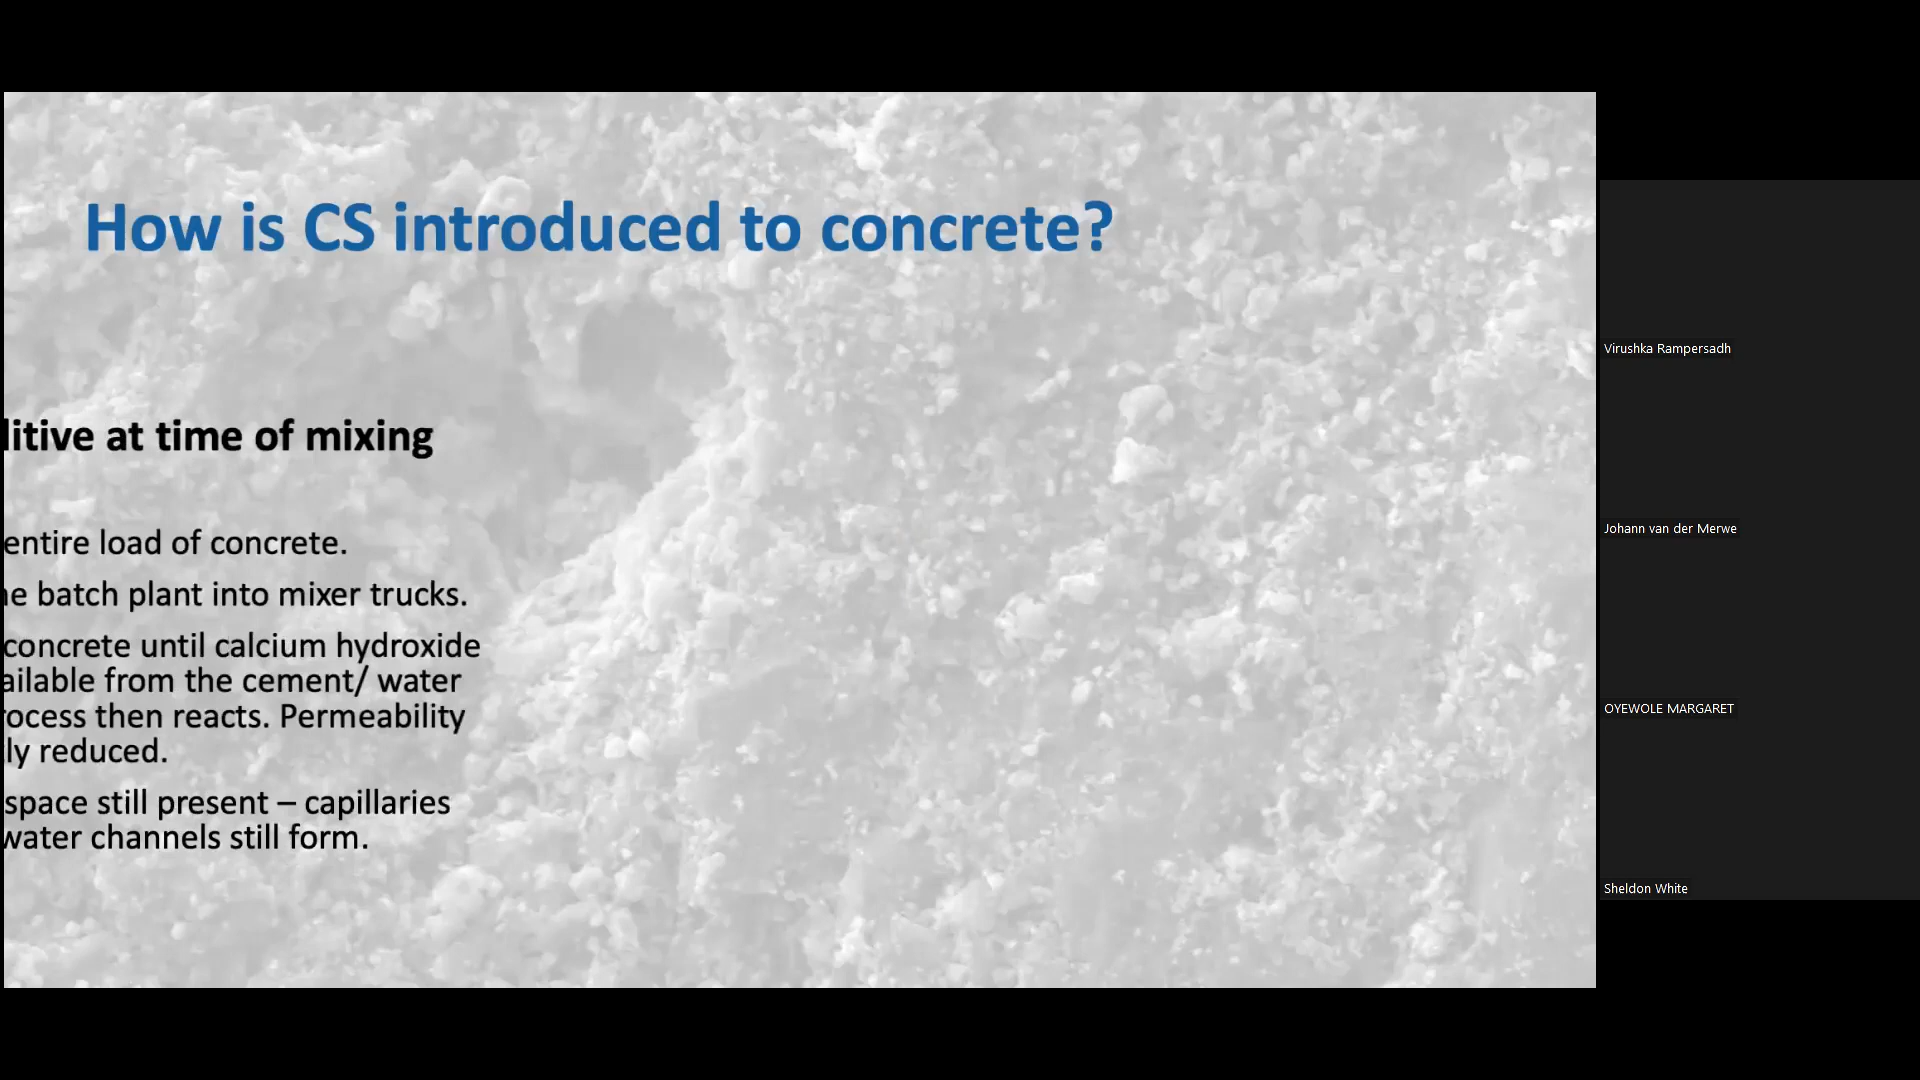 How is CS introduced to concrete?
litive at time of mixing
entire load of concrete.
e batch plant into mixer trucks.
concrete until calcium hydroxide
ailable from the cement/ water
rocess then reacts. Permeability
ly reduced.
space still present – capillaries
water channels still form.
Virushka Rampersadh
Johann van der Merwe
OYEWOLE MARGARET
Sheldon White